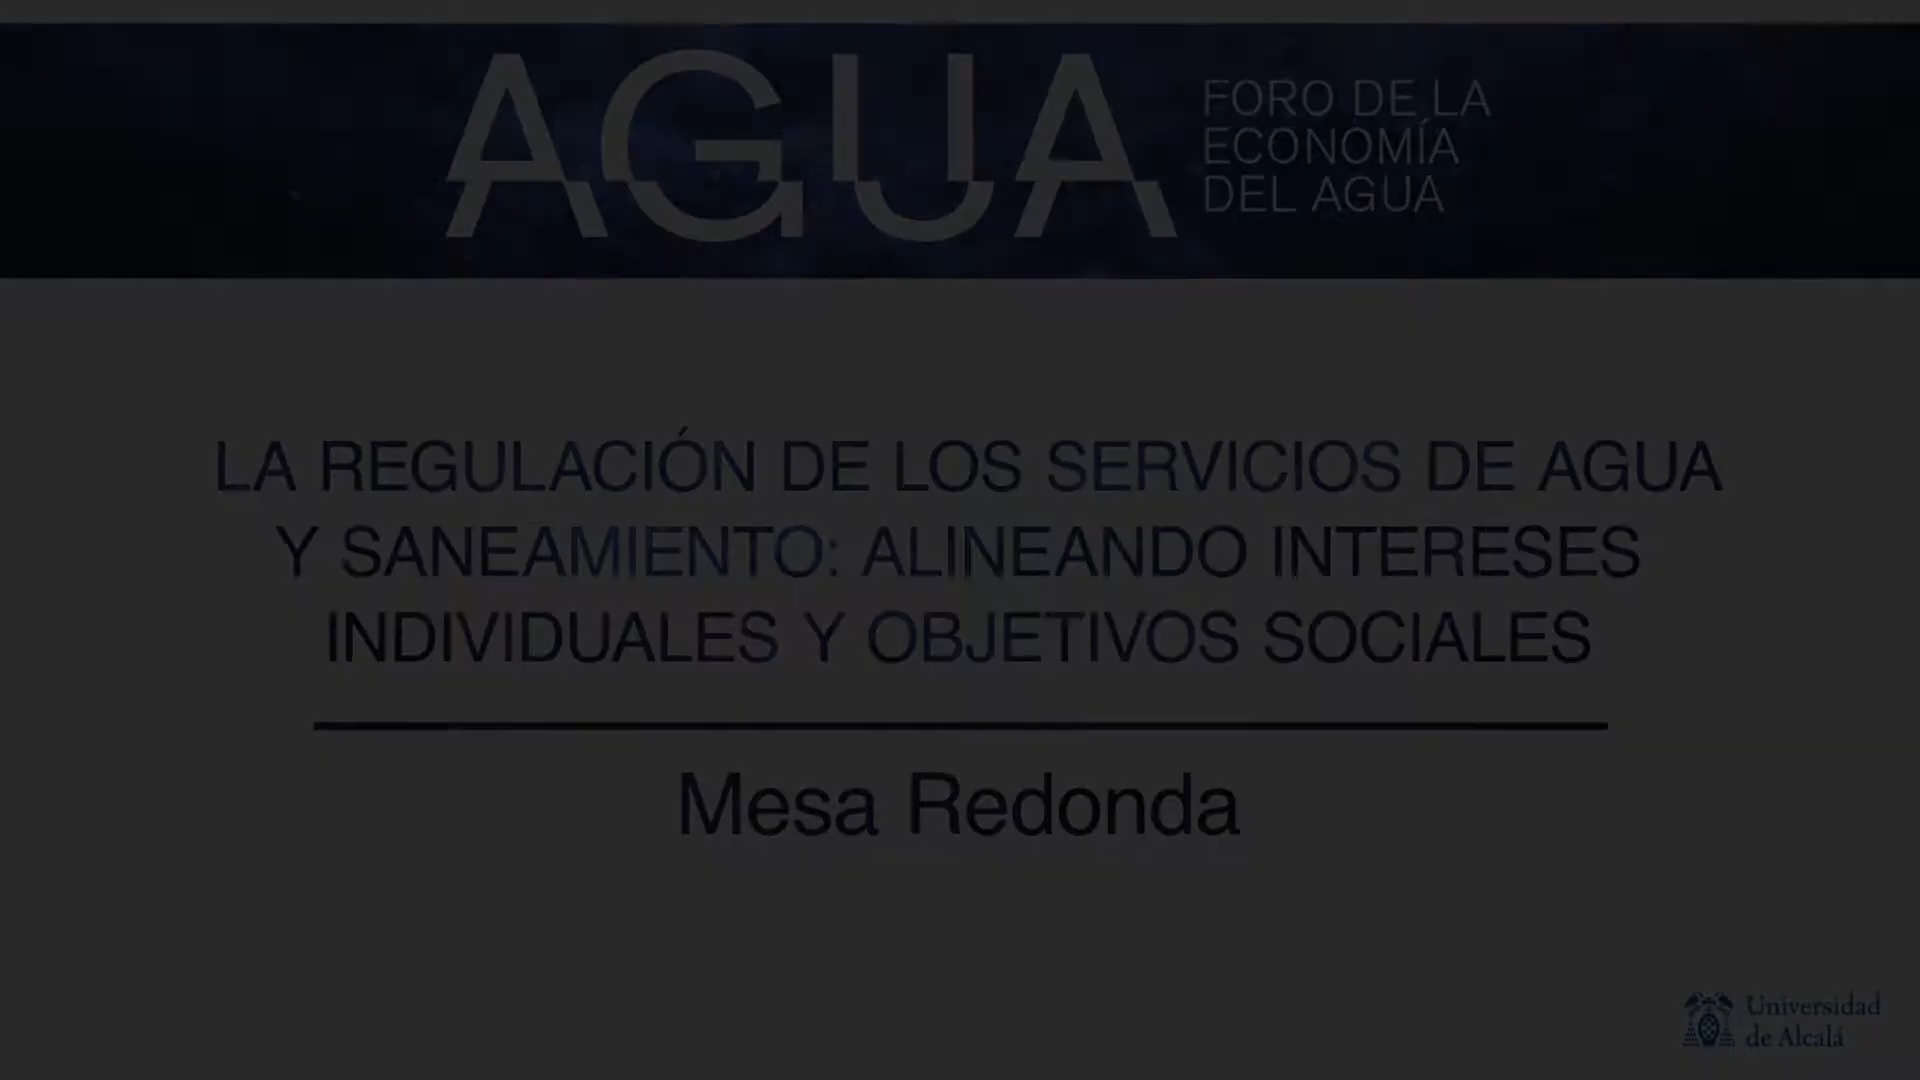 AGUA
FORO DE LA
ECONOMÍA
DEL AGUA
LA REGULACIÓN DE LOS SERVICIOS DE AGUA
Y SANEAMIENTO: ALINEANDO INTERESES
INDIVIDUALES Y OBJETIVOS SOCIALES
Mesa Redonda
Universidad
de Alcalá